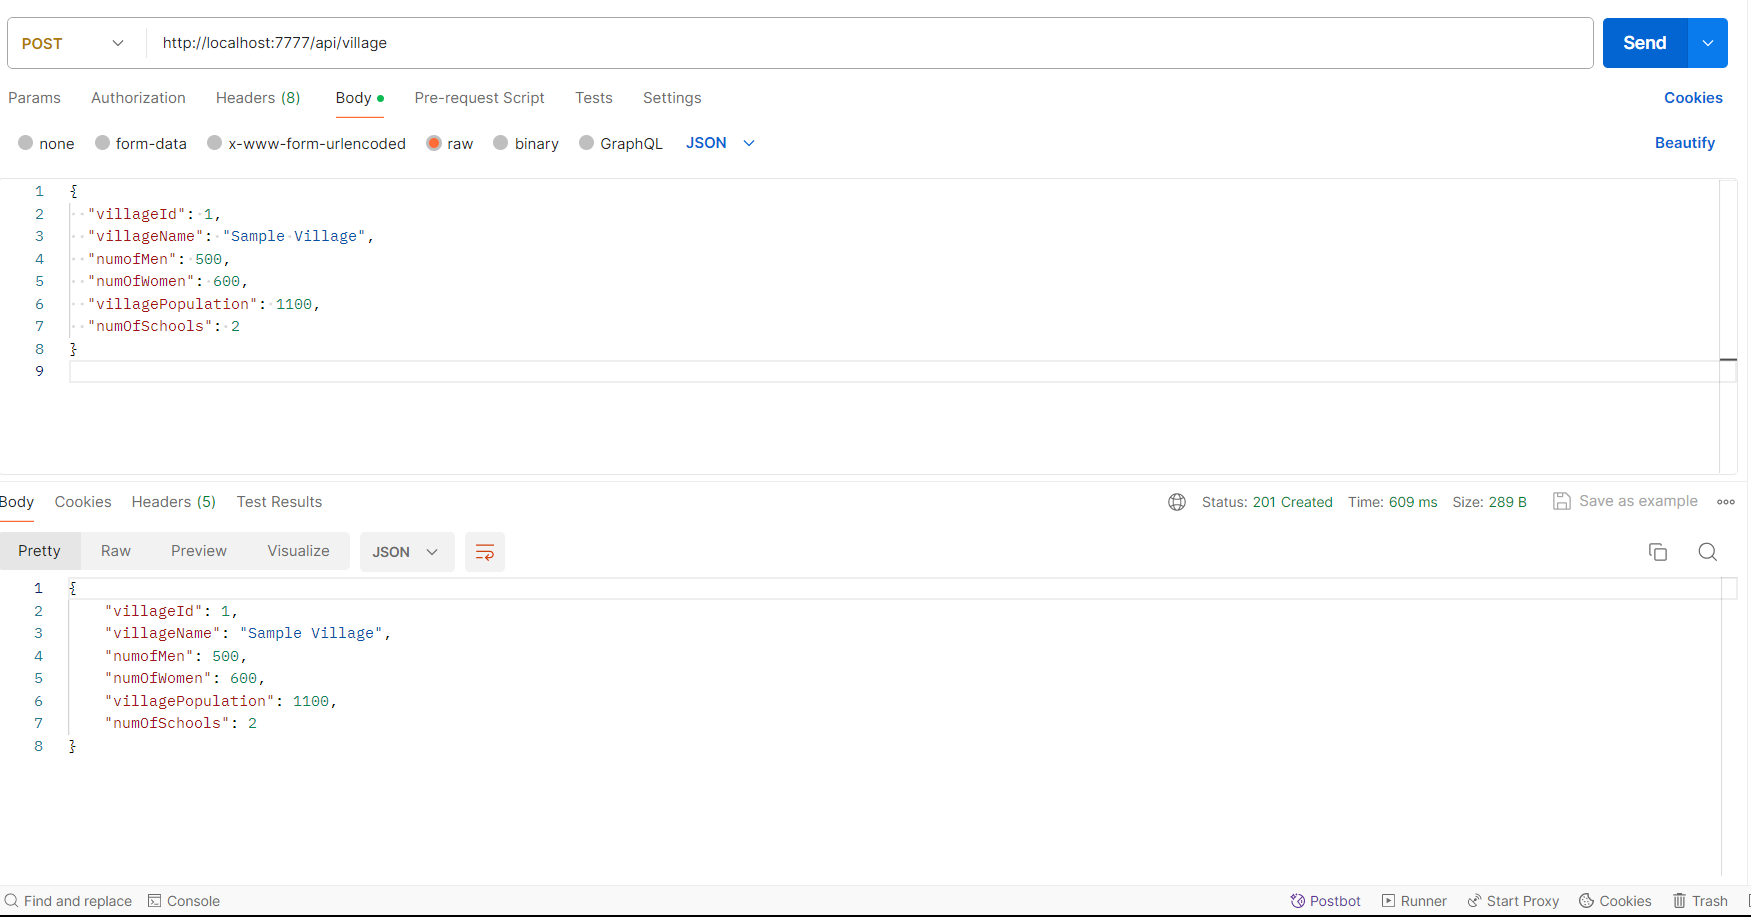 POST http://localhost:7777/api/village Send
Params Authorization Headers (8) Body Pre-request Script Tests Settings Cookies
none form-data x-www-form-urlencoded raw binary GraphQL JSON Beautify
1 {
2 "villageId": 1,
3 "villageName": "Sample Village",
4 "numofMen": 500,
5 "numOfWomen": 600,
6 "villagePopulation": 1100,
7 "numOfSchools": 2
8 }
9
Body Cookies Headers (5) Test Results Status: 201 Created Time: 609 ms Size: 289 B Save as example
Pretty Raw Preview Visualize JSON
1 {
2 "villageId": 1,
3 "villageName": "Sample Village",
4 "numofMen": 500,
5 "numOfWomen": 600,
6 "villagePopulation": 1100,
7 "numOfSchools": 2
8 }
Find and replace Console Postbot Runner Start Proxy Cookies Trash